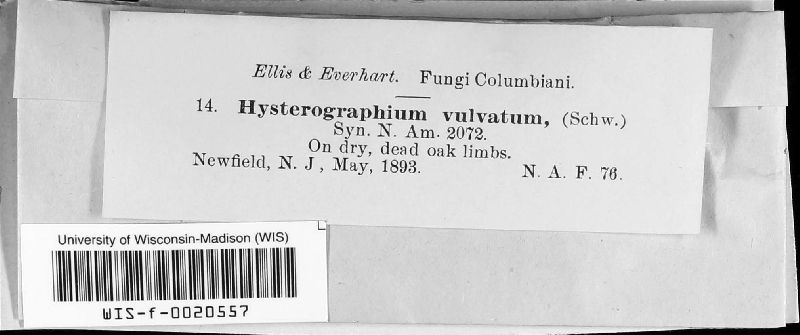 Ellis & Everhart. Fungi Columbiani.
14. Hysterographium vulvatum, (Schw.)
Syn. N. Am. 2072.
On dry, dead oak limbs.
Newfield, N. J , May, 1893. N. A. F. 76.
University of Wisconsin-Madison (WIS)
WIS-f-0020557